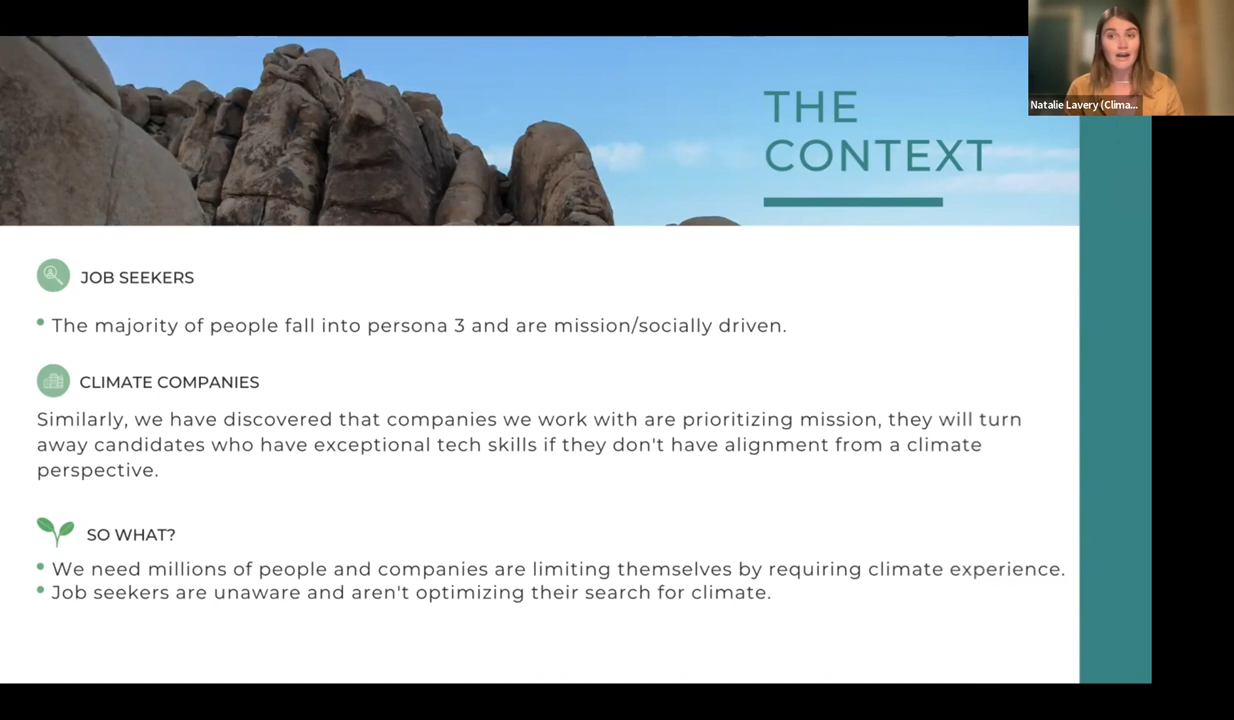 Natalie Lavery (Clima...
THE
CONTEXT
JOB SEEKERS
• The majority of people fall into persona 3 and are mission/socially driven.
CLIMATE COMPANIES
Similarly, we have discovered that companies we work with are prioritizing mission, they will turn
away candidates who have exceptional tech skills if they don't have alignment from a climate
perspective.
SO WHAT?
• We need millions of people and companies are limiting themselves by requiring climate experience.
• Job seekers are unaware and aren't optimizing their search for climate.